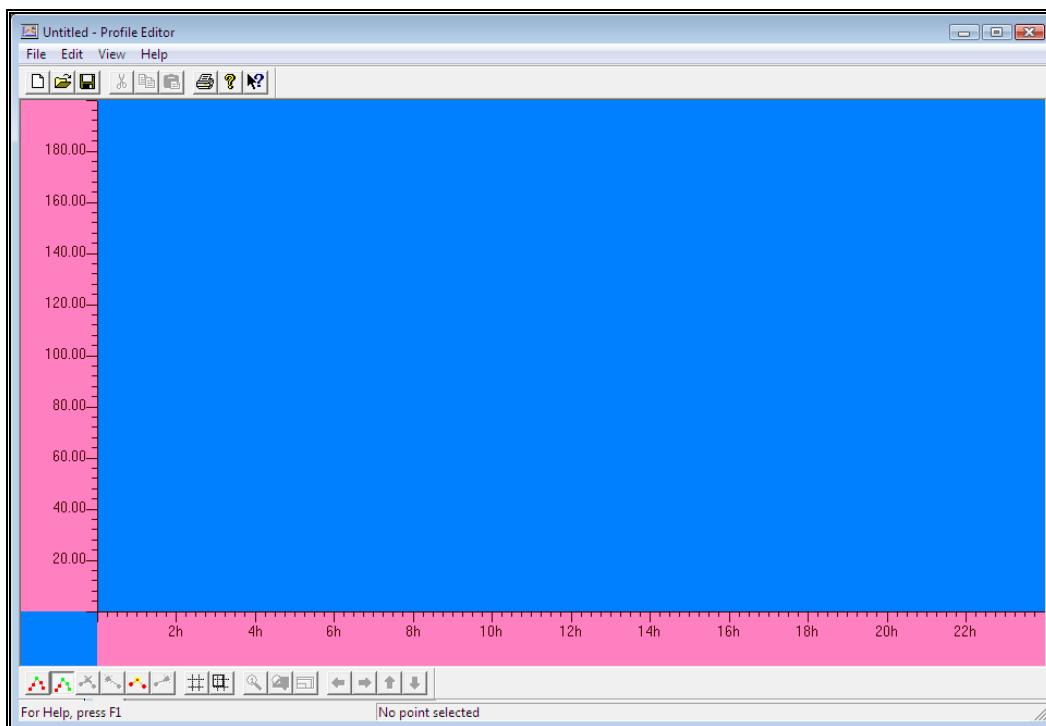 Untitled - Profile Editor
File Edit View Help
180.00
160.00
140.00
120.00
100.00
80.00
60.00
40.00
20.00
2h 4h 6h 8h 10h 12h 14h 16h 18h 20h 22h
For Help, press F1 No point selected